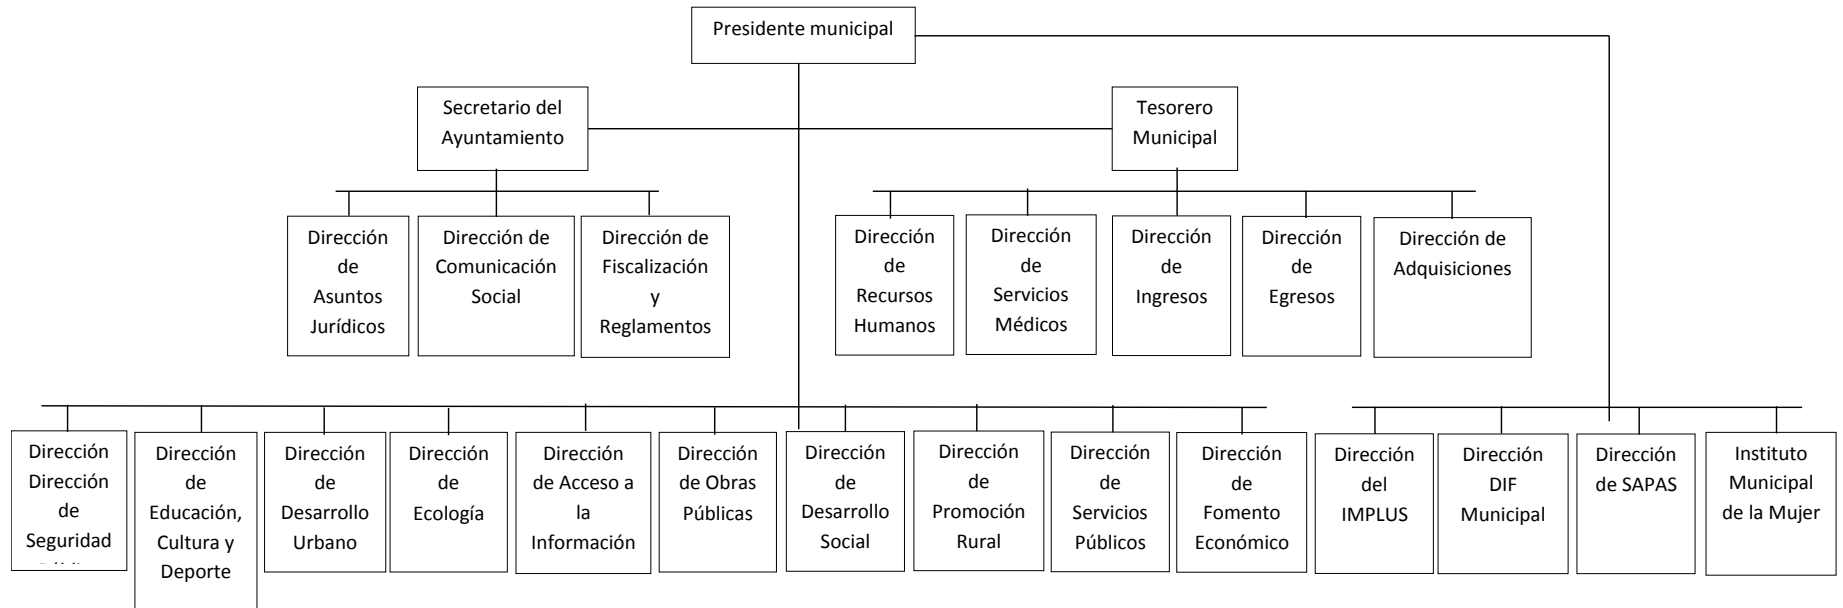 Presidente municipal
Secretario del
Ayuntamiento
Tesorero
Municipal
Dirección
de
Asuntos
Jurídicos
Dirección de
Comunicación
Social
Dirección de
Fiscalización
y
Reglamentos
Dirección
de
Recursos
Humanos
Dirección
de
Servicios
Médicos
Dirección
de
Ingresos
Dirección
de
Egresos
Dirección de
Adquisiciones
Dirección
Dirección
de
Seguridad
Dirección
de
Educación,
Cultura y
Deporte
Dirección
de
Desarrollo
Urbano
Dirección
de
Ecología
Dirección
de Acceso a
la
Información
Dirección
de Obras
Públicas
Dirección
de
Desarrollo
Social
Dirección
de
Promoción
Rural
Dirección
de
Servicios
Públicos
Dirección
de
Fomento
Económico
Dirección
del
IMPLUS
Dirección
DIF
Municipal
Dirección
de SAPAS
Instituto
Municipal
de la Mujer